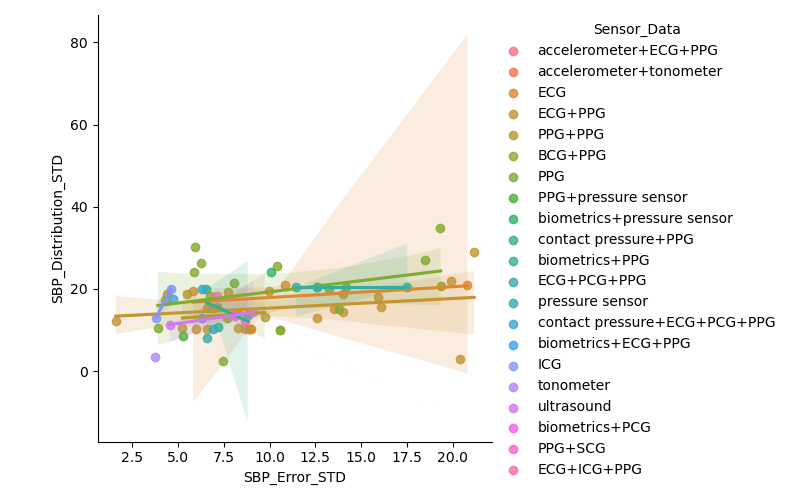 Sensor_Data
accelerometer+ECG+PPG
accelerometer+tonometer
ECG
ECG+PPG
PPG+PPG
BCG+PPG
PPG
PPG+pressure sensor
biometrics+pressure sensor
contact pressure+PPG
biometrics+PPG
ECG+PCG+PPG
pressure sensor
contact pressure+ECG+PCG+PPG
biometrics+ECG+PPG
ICG
tonometer
ultrasound
biometrics+PCG
PPG+SCG
ECG+ICG+PPG
SBP_Distribution_STD
80
60
40
20
0
2.5 5.0 7.5 10.0 12.5 15.0 17.5 20.0
SBP_Error_STD